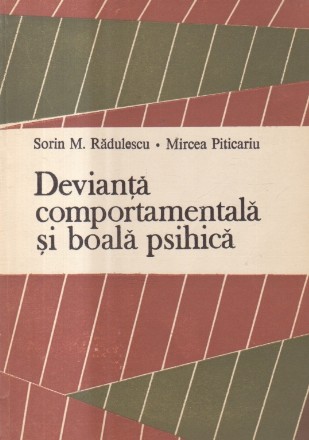 Sorin M. Rădulescu • Mircea Piticariu
Devianță
comportamentală
și boală psihică